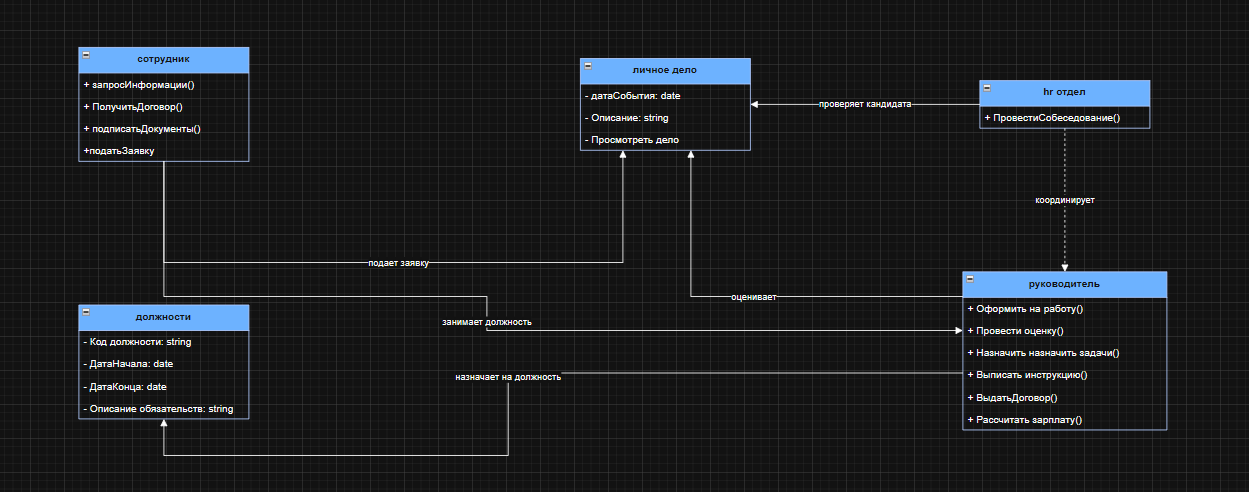 сотрудник
+ запросИнформации()
+ ПолучитьДоговор()
+ подписатьДокументы()
+податьЗаявку
личное дело
- датаСобытия: date
- Описание: string
- Просмотреть дело
проверяет кандидата
hr отдел
+ ПровестиСобеседование()
координирует
подает заявку
оценивает
занимает должность
назначает на должность
должности
- Код должности: string
- ДатаНачала: date
- ДатаКонца: date
- Описание обязательств: string
руководитель
+ Оформить на работу()
+ Провести оценку()
+ Назначить назначить задачи()
+ Выписать инструкцию()
+ ВыдатьДоговор()
+ Рассчитать зарплату()